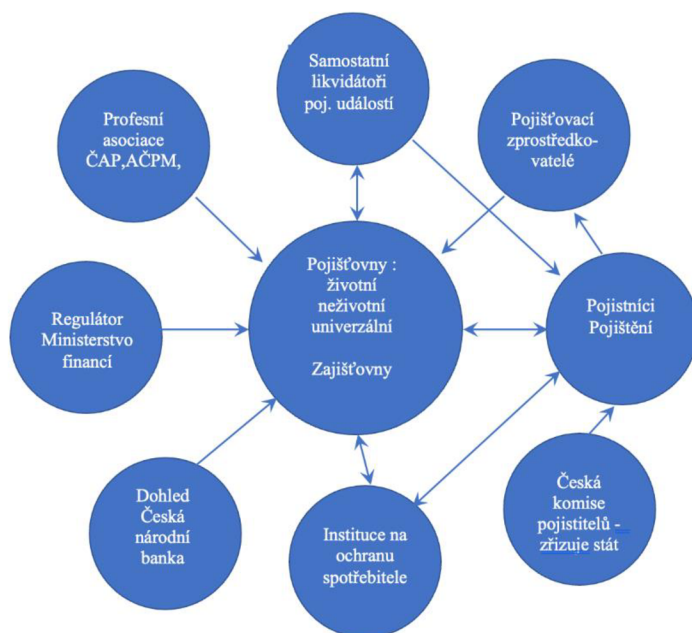 Samostatní
likvidátoři
poj. událostí
Profesní
asociace
ČAP,AČPM,
Pojišťovací
zprostředko-
vatelé
Pojišťovny :
životní
neživotní
univerzální
Zajišťovny
Regulátor
Ministerstvo
financí
Pojistníci
Pojištění
Dohled
Česká
národní
banka
Instituce na
ochranu
spotřebitele
Česká
komise
pojistitelů -
zřizuje stát